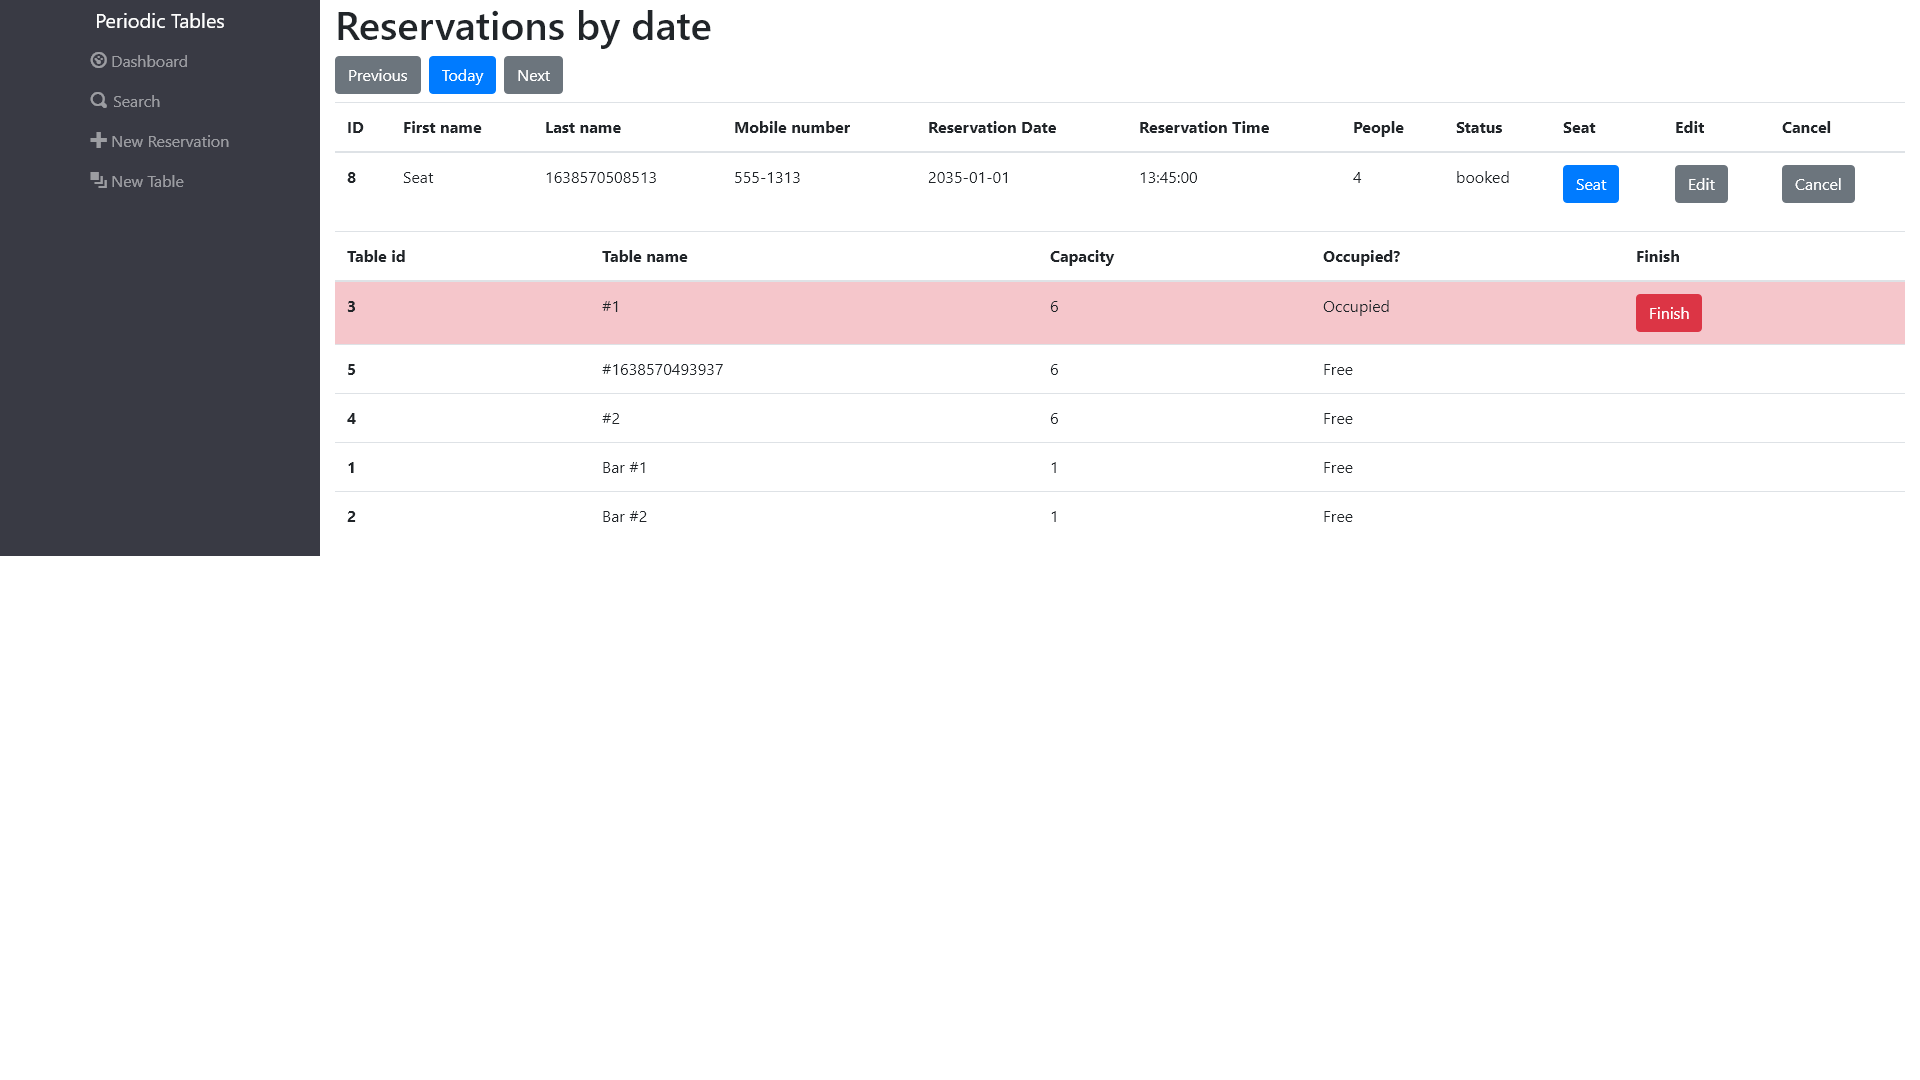 Periodic Tables
Dashboard
Search
New Reservation
New Table
Reservations by date
Previous Today Next
ID First name Last name Mobile number Reservation Date Reservation Time People Status Seat Edit Cancel
8 Seat 1638570508513 555-1313 2035-01-01 13:45:00 4 booked Seat Edit Cancel
Table id Table name Capacity Occupied? Finish
3 #1 6 Occupied Finish
5 #1638570493937 6 Free
4 #2 6 Free
1 Bar #1 1 Free
2 Bar #2 1 Free